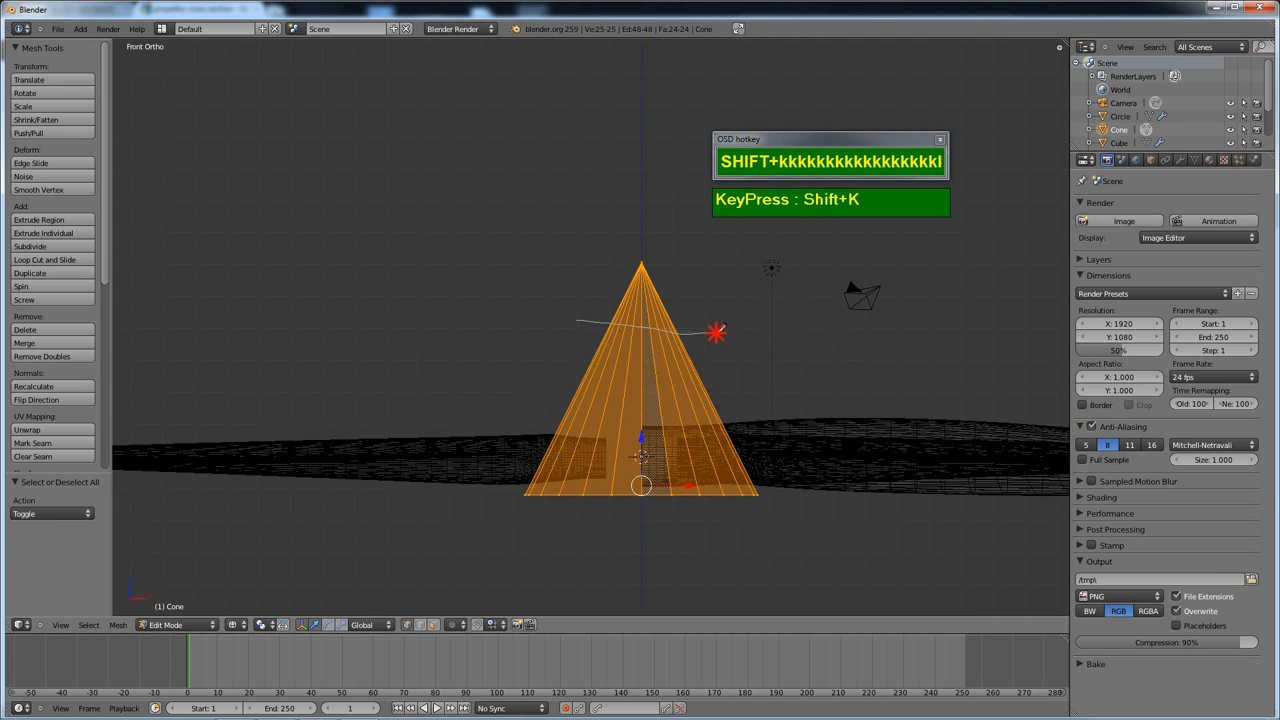 Blender
File Add Render Help Default Scene Blender Render blender.org 259 | Ve:25-25 | Ed:48-48 | Fa:24-24 | Cone
Mesh Tools
Transform:
Translate
Rotate
Scale
Shrink/Fatten
Push/Pull
Deform:
Edge Slide
Noise
Smooth Vertex
Add:
Extrude Region
Extrude Individual
Subdivide
Loop Cut and Slide
Duplicate
Spin
Screw
Remove:
Delete
Merge
Remove Doubles
Normals:
Recalculate
Flip Direction
UV Mapping:
Unwrap
Mark Seam
Clear Seam
Select or Deselect All
Action
Toggle
Front Ortho
OSD hotkey
SHIFT+kkkkkkkkkkkkkkkkk
KeyPress : Shift+K
(1) Cone
View Select Mesh Edit Mode Global
-50 -40 -30 -20 -10 0 10 20 30 40 50 60 70 80 90 100 110 120 130 140 150 160 170 180 190 200 210 220 230 240 250 260 270 280
View Frame Playback Start: 1 End: 250 1 No Sync
View Search All Scenes
Scene
RenderLayers
World
Camera
Circle
Cone
Cube
Scene
Render
Image Animation
Display: Image Editor
Layers
Dimensions
Render Presets
Resolution: Frame Range:
X: 1920 Start: 1
Y: 1080 End: 250
50% Step: 1
Aspect Ratio: Frame Rate:
X: 1.000 24 fps
Y: 1.000 Time Remapping:
Border Crop Old: 100 Ne: 100
Anti-Aliasing
5 8 11 16 Mitchell-Netravali
Full Sample Size: 1.000
Sampled Motion Blur
Shading
Performance
Post Processing
Stamp
Output
/tmp\
PNG File Extensions
BW RGB RGBA Overwrite
Placeholders
Compression: 90%
Bake